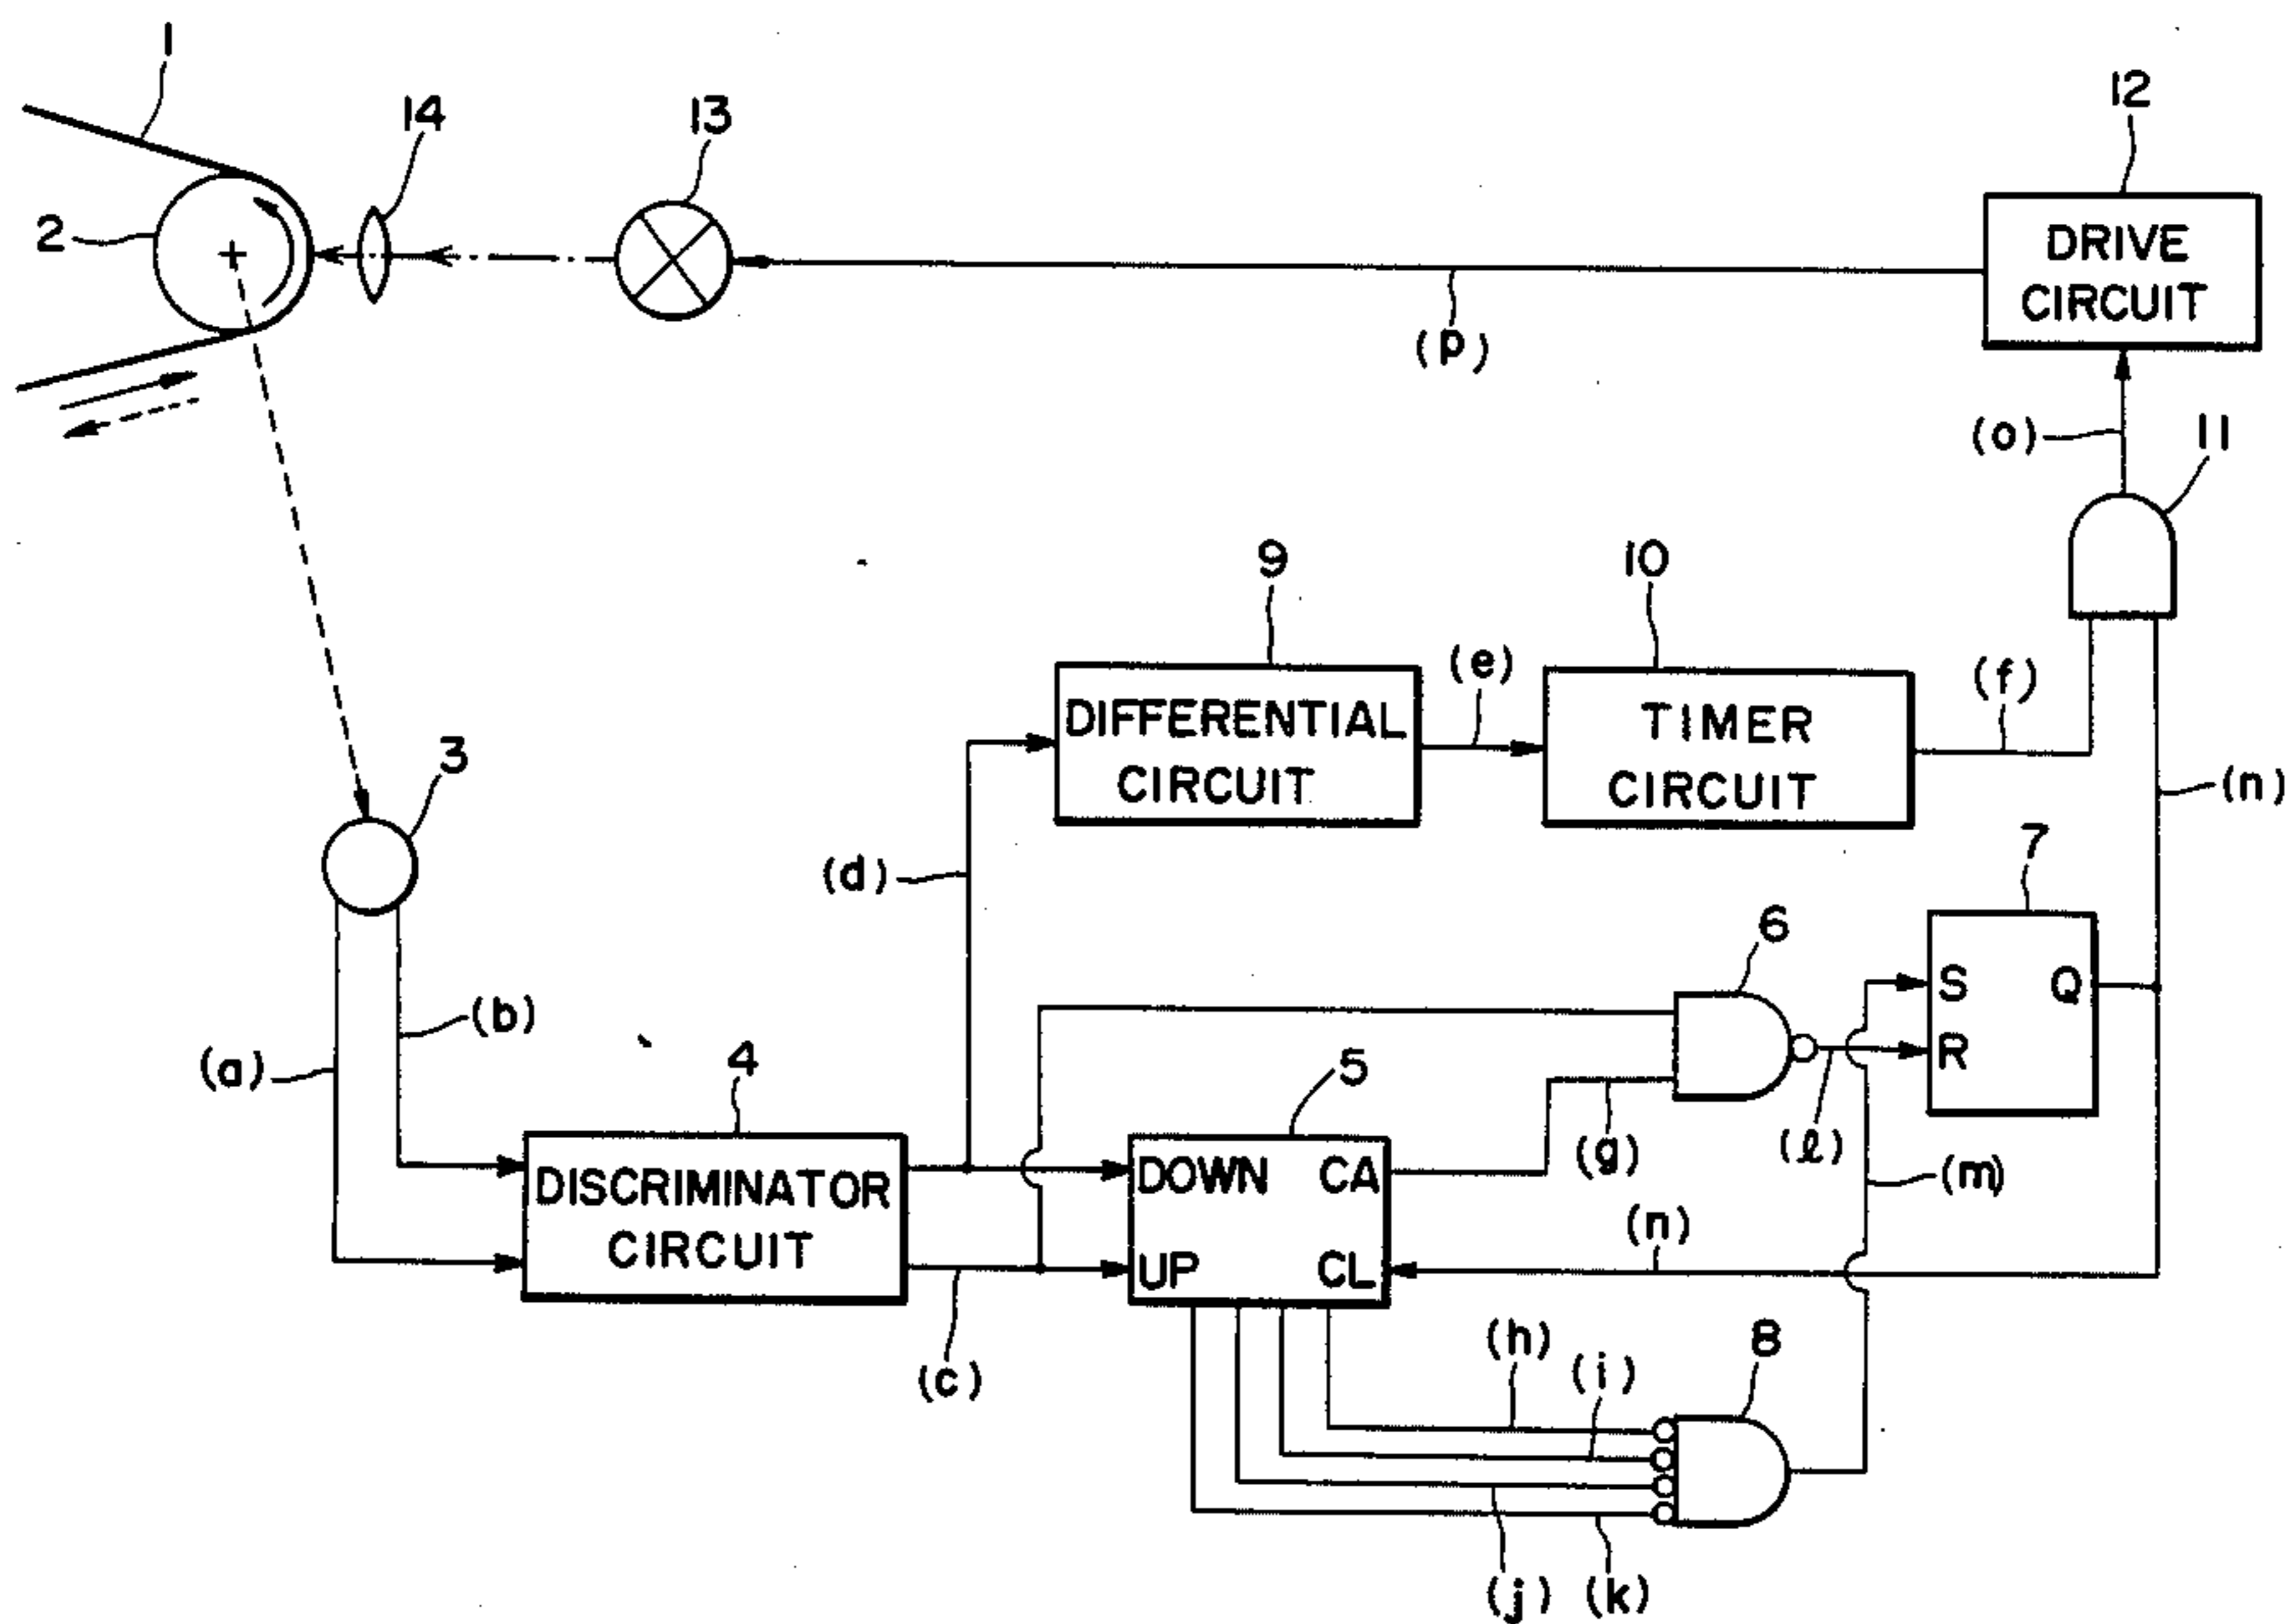 1
14
13
12
2
DRIVE
CIRCUIT
(p)
(o)
11
9
10
(e)
(f)
DIFFERENTIAL
CIRCUIT
TIMER
CIRCUIT
3
(n)
(d)
7
6
S
Q
R
(b)
(a)
4
5
(g)
(ℓ)
(m)
DISCRIMINATOR
CIRCUIT
DOWN
CA
UP
CL
(n)
(c)
(h)
(i)
8
(j)
(k)